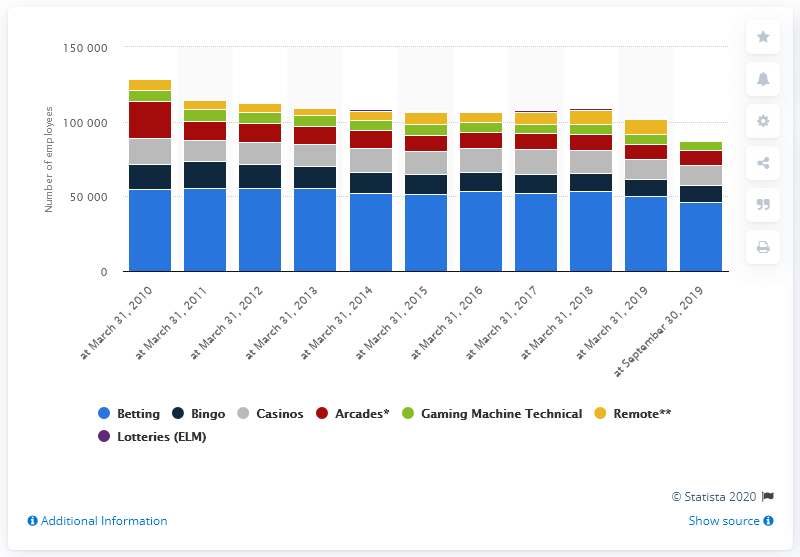 150 000
100 000
50 000
0
Number of employees
at March 31, 2010
at March 31, 2011
at March 31, 2012
at March 31, 2013
at March 31, 2014
at March 31, 2015
at March 31, 2016
at March 31, 2017
at March 31, 2018
at March 31, 2019
at September 30, 2019
Betting Bingo Casinos Arcades* Gaming Machine Technical Remote**
Lotteries (ELM)
© Statista 2020
Additional Information Show source